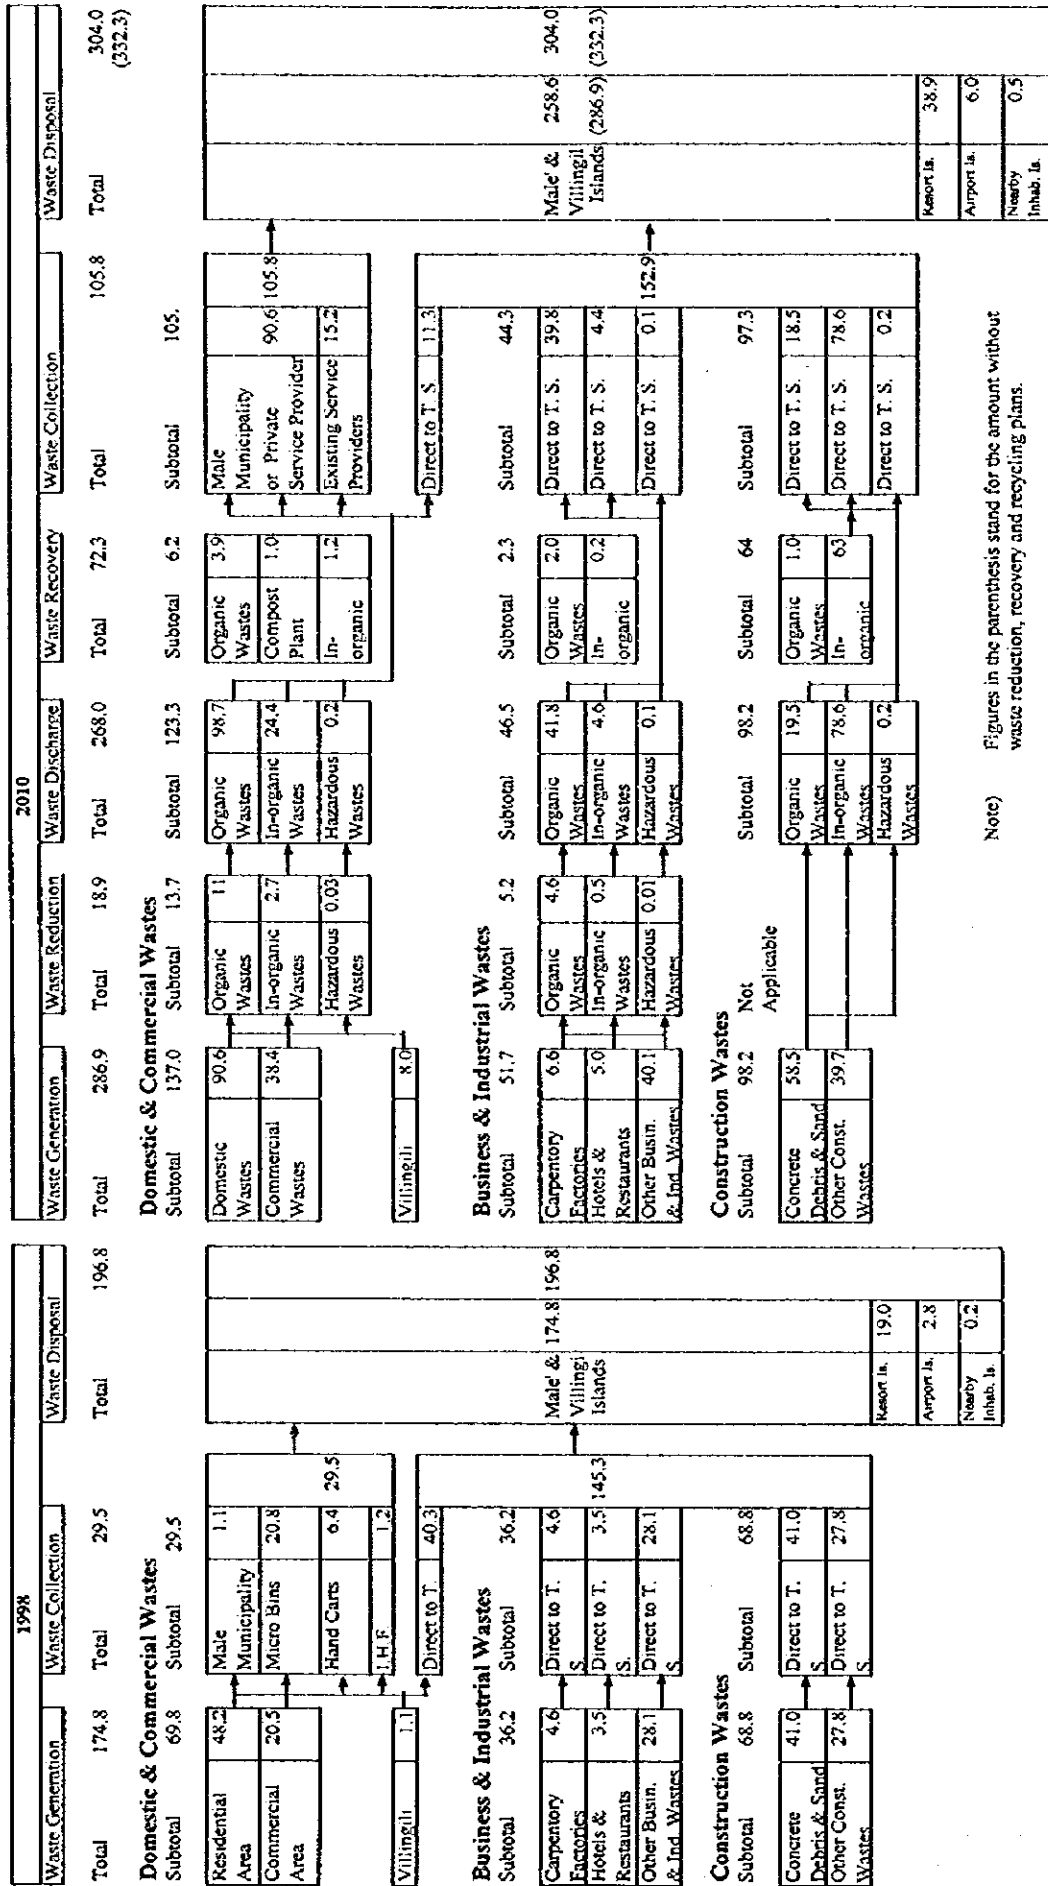 1998
Waste Generation
Waste Collection
Waste Disposal
Total 174.8
Total 29.5
Total 196.8
Domestic & Commercial Wastes
Subtotal 69.8
Subtotal 29.5
Residential Area 48.2
Commercial Area 20.5
Villingili 1.1
Male Municipality 1.1
Micro Bins 20.8
Hand Carts 6.4
I.H.F. 1.2
29.5
Direct to T. 40.3
Business & Industrial Wastes
Subtotal 36.2
Subtotal 36.2
Carpentory Factories 4.6
Hotels & Restaurants 3.5
Other Busin. & Ind. Wastes 28.1
Direct to T. S. 4.6
Direct to T. S. 3.5
Direct to T. S. 28.1
145.3
Construction Wastes
Subtotal 68.8
Subtotal 68.8
Concrete Debris & Sand 41.0
Other Const. Wastes 27.8
Direct to T. S. 41.0
Direct to T. S. 27.8
Male' & Villingi Islands 174.8 196.8
Resort Is. 19.0
Airport Is. 2.8
Nearby Inhab. Is. 0.2
2010
Waste Generation
Waste Reduction
Waste Discharge
Waste Recovery
Waste Collection
Waste Disposal
Total 286.9
Total 18.9
Total 268.0
Total 72.3
Total 105.8
Total 304.0
(332.3)
Domestic & Commercial Wastes
Subtotal 137.0
Subtotal 13.7
Subtotal 123.3
Subtotal 6.2
Subtotal 105.
Domestic Wastes 90.6
Commercial Wastes 38.4
Vilingili 8.0
Organic Wastes 11
In-organic Wastes 2.7
Hazardous Wastes 0.03
Organic Wastes 98.7
In-organic Wastes 24.4
Hazardous Wastes 0.2
Organic Wastes 3.9
Compost Plant 1.0
In-organic 1.2
Male Municipality or Private Service Provider 90.6
Existing Service Providers 15.2
105.8
Direct to T. S. 11.3
Business & Industrial Wastes
Subtotal 51.7
Subtotal 5.2
Subtotal 46.5
Subtotal 2.3
Subtotal 44.3
Carpentory Factories 6.6
Hotels & Restaurants 5.0
Other Busin. & Ind. Wastes 40.1
Organic Wastes 4.6
In-organic Wastes 0.5
Hazardous Wastes 0.01
Organic Wastes 41.8
In-organic Wastes 4.6
Hazardous Wastes 0.1
Organic Wastes 2.0
In-organic 0.2
Direct to T. S. 39.8
Direct to T. S. 4.4
Direct to T. S. 0.1
152.9
Construction Wastes
Subtotal 98.2
Not Applicable
Subtotal 98.2
Subtotal 64
Subtotal 97.3
Concrete Debris & Sand 58.5
Other Const. Wastes 39.7
Organic Wastes 19.5
In-organic Wastes 78.6
Hazardous Wastes 0.2
Organic Wastes 1.0
In-organic 63
Direct to T. S. 18.5
Direct to T. S. 78.6
Direct to T. S. 0.2
Male' & Villingil Islands 258.6 304.0
(286.9) (332.3)
Resort Is. 38.9
Airport Is. 6.0
Nearby Inhab. Is. 0.5
Note) Figures in the parenthesis stand for the amount without
waste reduction, recovery and recycling plans.